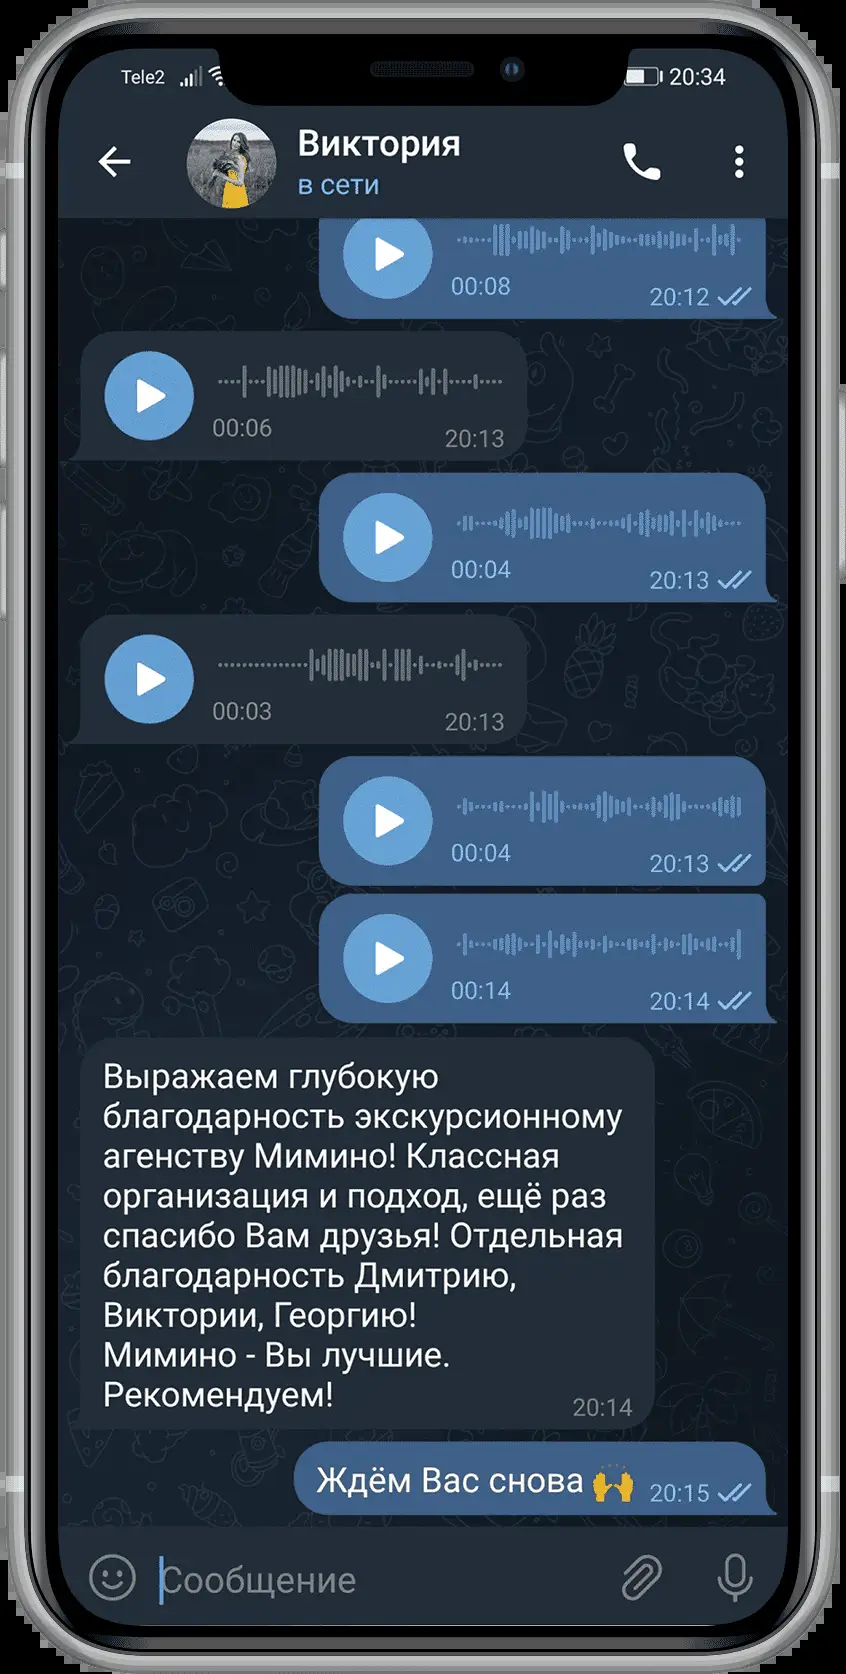 Tele2 20:34
Виктория
в сети
00:08 20:12
00:06 20:13
00:04 20:13
00:03 20:13
00:04 20:13
00:14 20:14
Выражаем глубокую
благодарность экскурсионному
агенству Мимино! Классная
организация и подход, ещё раз
спасибо Вам друзья! Отдельная
благодарность Дмитрию,
Виктории, Георгию!
Мимино - Вы лучшие.
Рекомендуем! 20:14
Ждём Вас снова 🙌 20:15
Сообщение